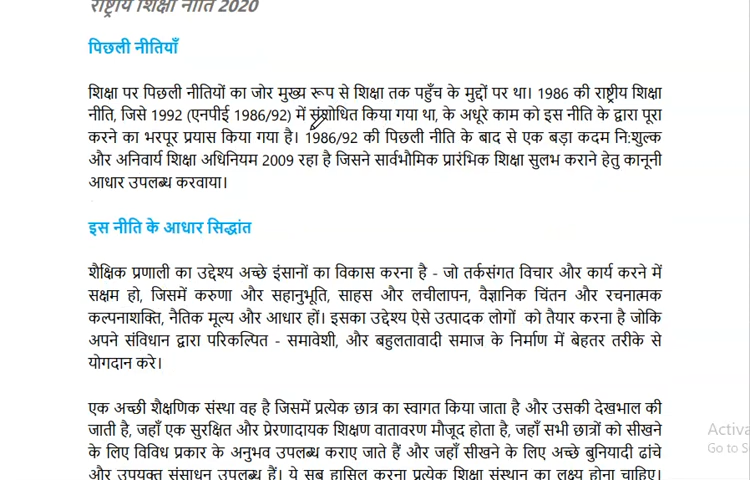 राष्ट्रीय शिक्षा नीति 2020
पिछली नीतियाँ
शिक्षा पर पिछली नीतियों का जोर मुख्य रूप से शिक्षा तक पहुँच के मुद्दों पर था। 1986 की राष्ट्रीय शिक्षा
नीति, जिसे 1992 (एनपीई 1986/92) में संशोधित किया गया था, के अधूरे काम को इस नीति के द्वारा पूरा
करने का भरपूर प्रयास किया गया है। 1986/92 की पिछली नीति के बाद से एक बड़ा कदम नि:शुल्क
और अनिवार्य शिक्षा अधिनियम 2009 रहा है जिसने सार्वभौमिक प्रारंभिक शिक्षा सुलभ कराने हेतु कानूनी
आधार उपलब्ध करवाया।
इस नीति के आधार सिद्धांत
शैक्षिक प्रणाली का उद्देश्य अच्छे इंसानों का विकास करना है - जो तर्कसंगत विचार और कार्य करने में
सक्षम हो, जिसमें करुणा और सहानुभूति, साहस और लचीलापन, वैज्ञानिक चिंतन और रचनात्मक
कल्पनाशक्ति, नैतिक मूल्य और आधार हों। इसका उद्देश्य ऐसे उत्पादक लोगों को तैयार करना है जोकि
अपने संविधान द्वारा परिकल्पित - समावेशी, और बहुलतावादी समाज के निर्माण में बेहतर तरीके से
योगदान करे।
एक अच्छी शैक्षणिक संस्था वह है जिसमें प्रत्येक छात्र का स्वागत किया जाता है और उसकी देखभाल की
जाती है, जहाँ एक सुरक्षित और प्रेरणादायक शिक्षण वातावरण मौजूद होता है, जहाँ सभी छात्रों को सीखने
के लिए विविध प्रकार के अनुभव उपलब्ध कराए जाते हैं और जहाँ सीखने के लिए अच्छे बुनियादी ढांचे
और उपयुक्त संसाधन उपलब्ध हैं। ये सब हासिल करना प्रत्येक शिक्षा संस्थान का लक्ष्य होना चाहिए।
Activa
Go to S